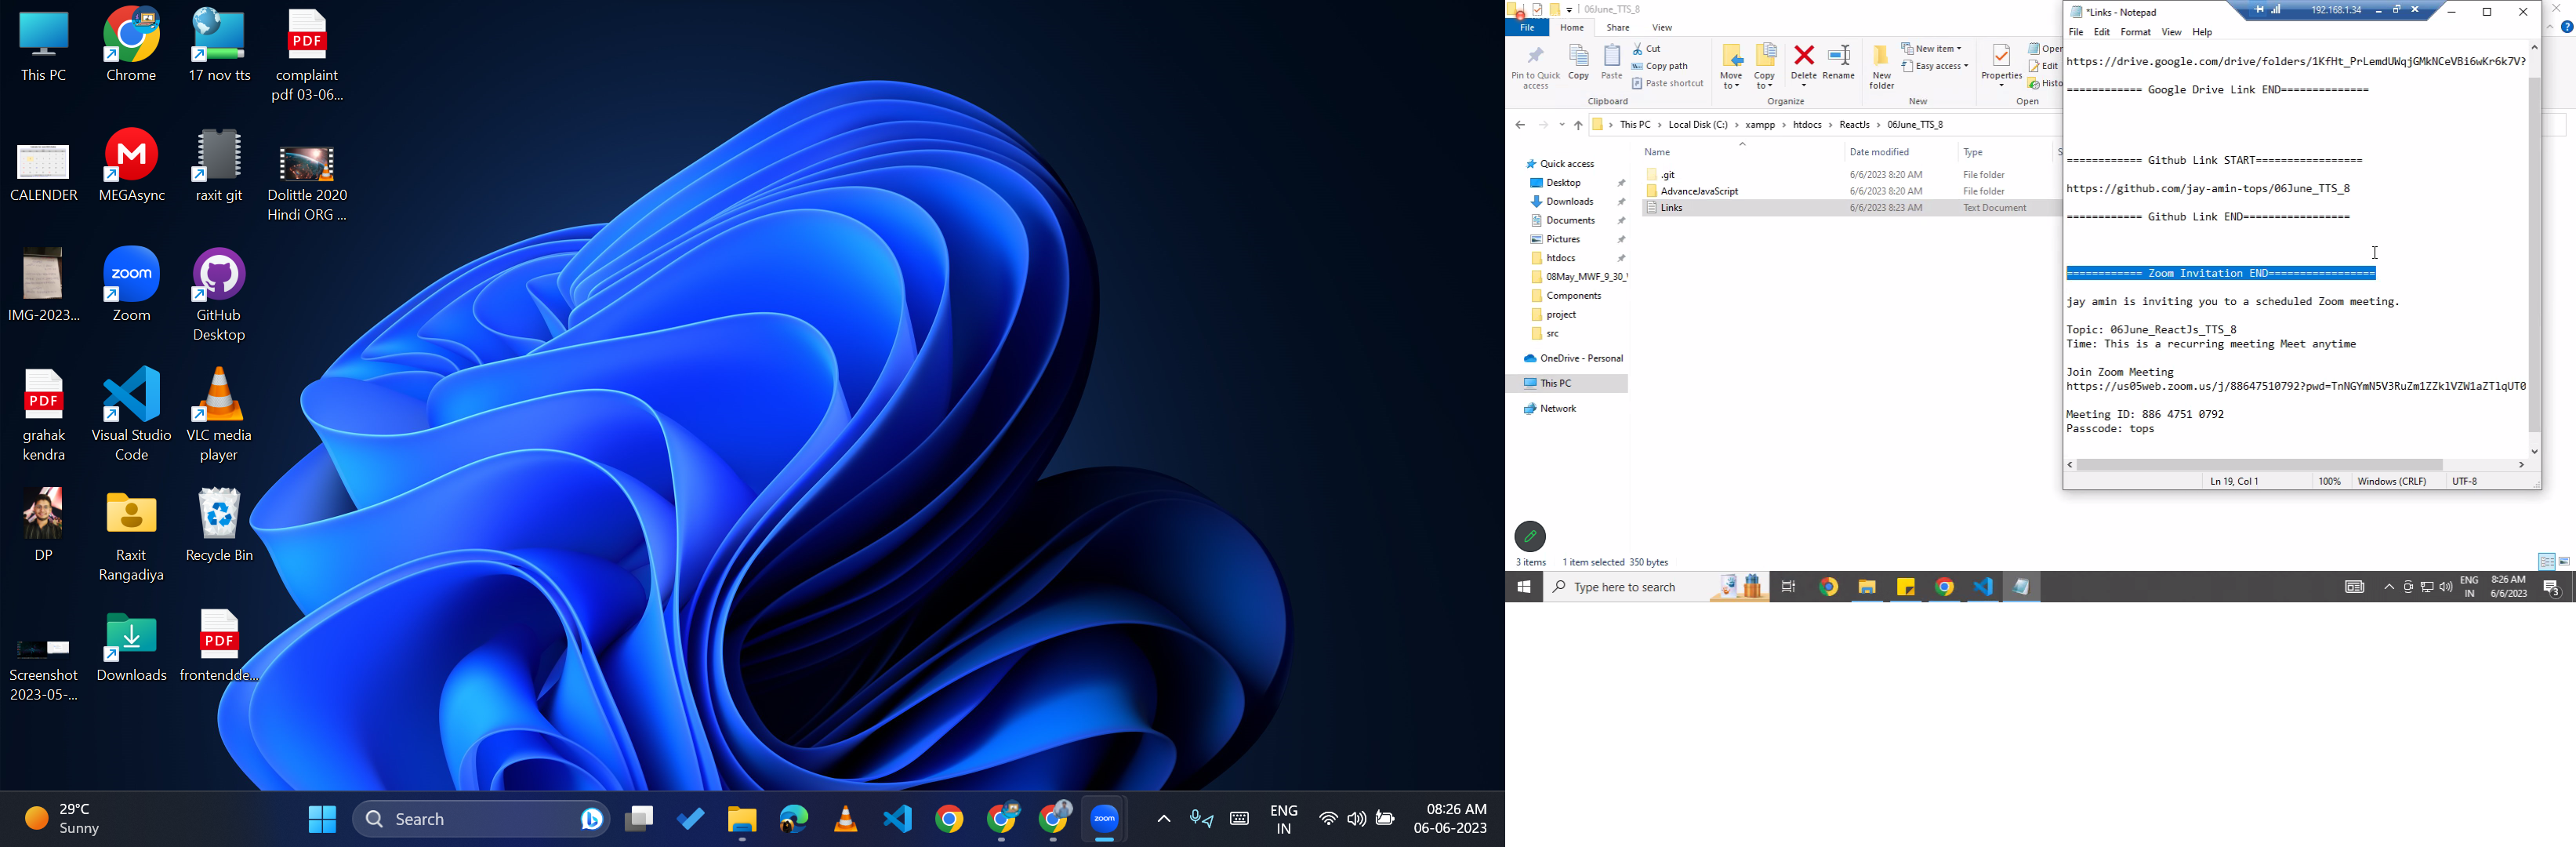 This PC
Chrome
17 nov tts
PDF
complaint
pdf 03-06...
CALENDER
MEGAsync
raxit git
Dolittle 2020
Hindi ORG ...
IMG-2023...
zoom
Zoom
GitHub
Desktop
PDF
grahak
kendra
Visual Studio
Code
VLC media
player
DP
Raxit
Rangadiya
Recycle Bin
Screenshot
2023-05-...
Downloads
PDF
frontendde...
29°C
Sunny
Search
zoom
ENG
IN
08:26 AM
06-06-2023
06June_TTS_8
File Home Share View
Pin to Quick
access
Copy
Paste
Cut
Copy path
Paste shortcut
Clipboard
Move
to
Copy
to
Delete
Rename
Organize
New
folder
New item
Easy access
New
Properties
Open
Edit
Histo
Open
This PC > Local Disk (C:) > xampp > htdocs > ReactJs > 06June_TTS_8
Name Date modified Type S
.git 6/6/2023 8:20 AM File folder
AdvanceJavaScript 6/6/2023 8:20 AM File folder
Links 6/6/2023 8:23 AM Text Document
Quick access
Desktop
Downloads
Documents
Pictures
htdocs
08May_MWF_9_30_
Components
project
src
OneDrive - Personal
This PC
Network
3 items 1 item selected 350 bytes
*Links - Notepad
192.168.1.34
File Edit Format View Help
https://drive.google.com/drive/folders/1KfHt_PrLemdUWqjGMkNCeVBi6wKr6k7V?
============ Google Drive Link END==============
============ Github Link START=================
https://github.com/jay-amin-tops/06June_TTS_8
============ Github Link END=================
============ Zoom Invitation END=================
jay amin is inviting you to a scheduled Zoom meeting.
Topic: 06June_ReactJs_TTS_8
Time: This is a recurring meeting Meet anytime
Join Zoom Meeting
https://us05web.zoom.us/j/88647510792?pwd=TnNGYmN5V3RuZm1ZZklVZW1aZTlqUT0
Meeting ID: 886 4751 0792
Passcode: tops
Ln 19, Col 1 100% Windows (CRLF) UTF-8
Type here to search
ENG
IN
8:26 AM
6/6/2023
3